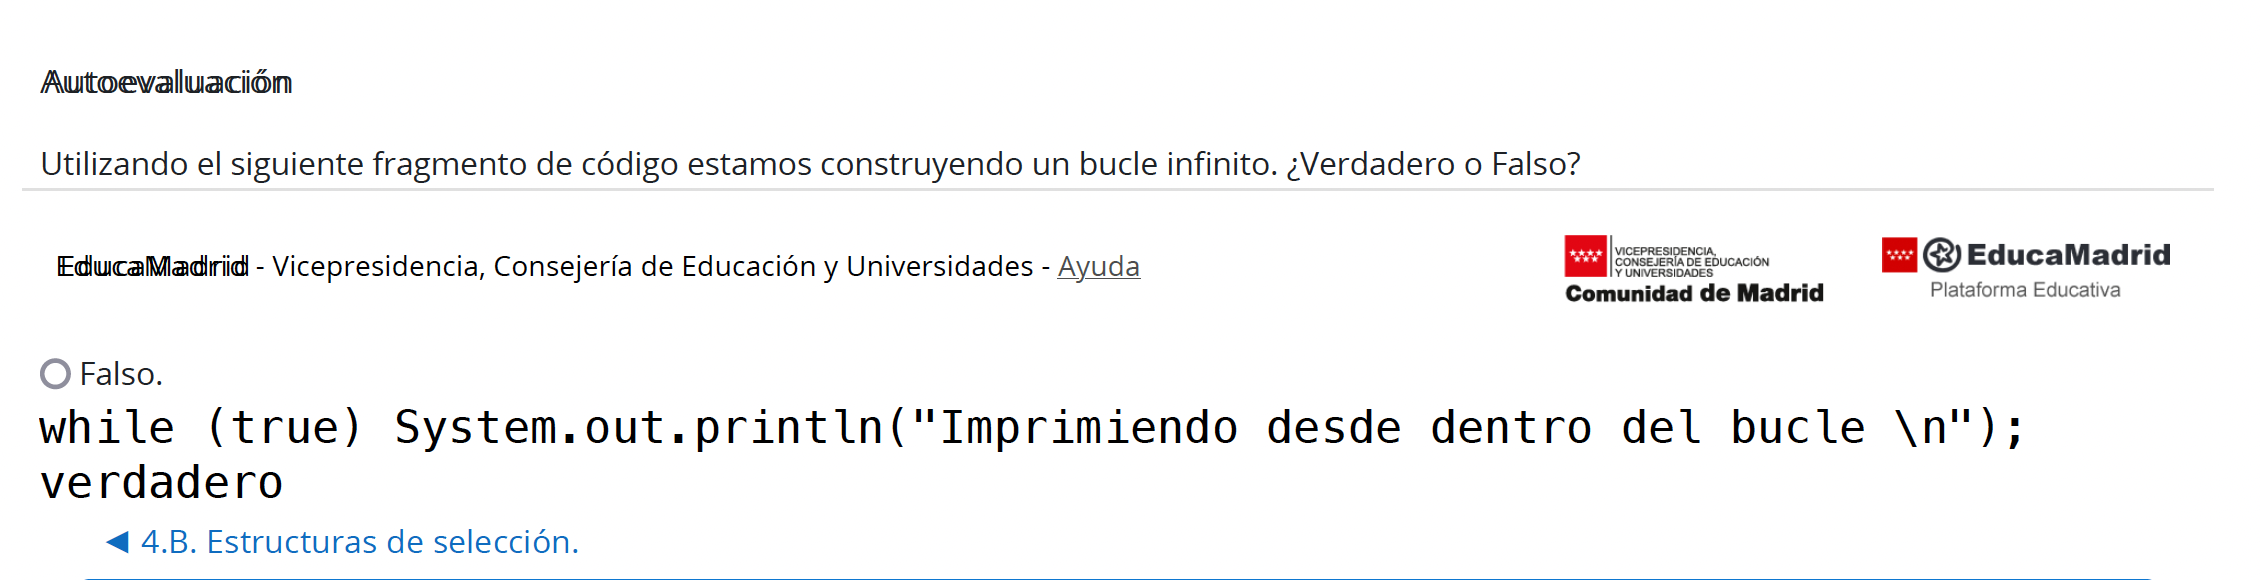 Autoevaluación
Utilizando el siguiente fragmento de código estamos construyendo un bucle infinito. ¿Verdadero o Falso?
EducaMadrid - Vicepresidencia, Consejería de Educación y Universidades - Ayuda
VICEPRESIDENCIA,
CONSEJERÍA DE EDUCACIÓN
Y UNIVERSIDADES
Comunidad de Madrid
EducaMadrid
Plataforma Educativa
Falso.
while (true) System.out.println("Imprimiendo desde dentro del bucle \n");
verdadero
◄ 4.B. Estructuras de selección.